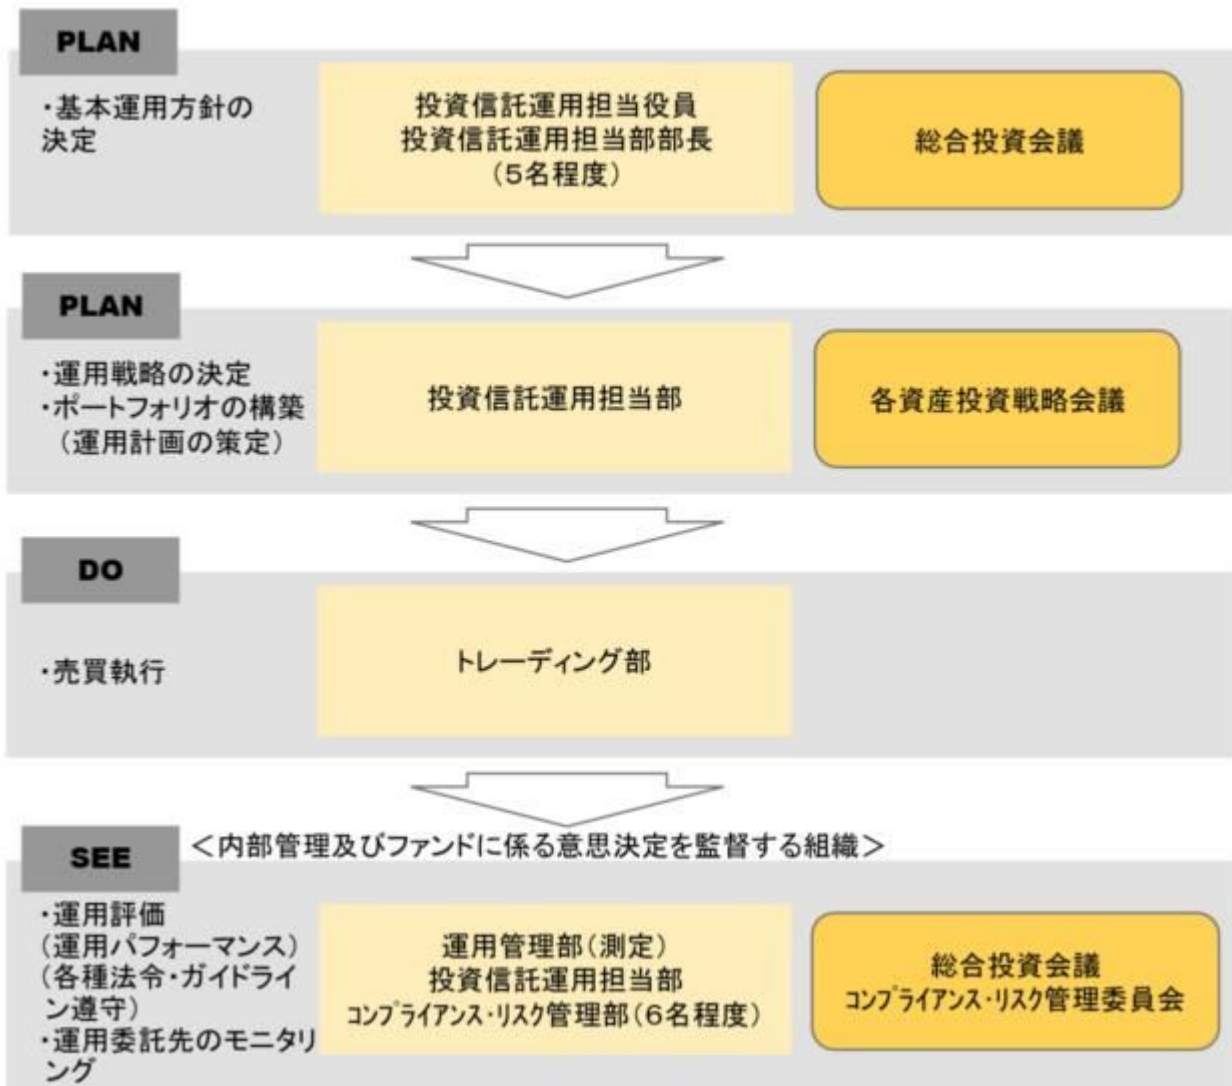 PLAN
・基本運用方針の
決定
投資信託運用担当役員
投資信託運用担当部部長
(5名程度)
総合投資会議
PLAN
・運用戦略の決定
・ポートフォリオの構築
(運用計画の策定)
投資信託運用担当部
各資産投資戦略会議
DO
・売買執行
トレーディング部
SEE
＜内部管理及びファンドに係る意思決定を監督する組織＞
・運用評価
(運用パフォーマンス)
(各種法令・ガイドライ
ン遵守)
・運用委託先のモニタリ
ング
運用管理部(測定)
投資信託運用担当部
ｺﾝﾌﾟﾗｲｱﾝｽ・ﾘｽｸ管理部(6名程度)
総合投資会議
ｺﾝﾌﾟﾗｲｱﾝｽ・ﾘｽｸ管理委員会